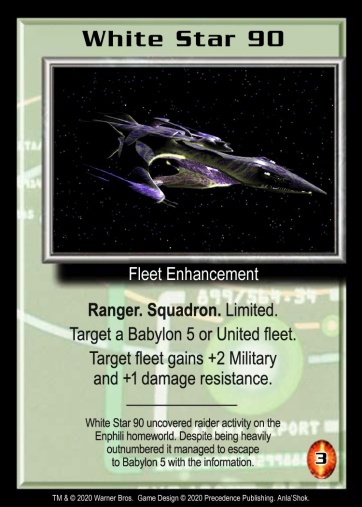 White Star 90
Fleet Enhancement
Ranger. Squadron. Limited.
Target a Babylon 5 or United fleet.
Target fleet gains +2 Military
and +1 damage resistance.
White Star 90 uncovered raider activity on the
Enphili homeworld. Despite being heavily
outnumbered it managed to escape
to Babylon 5 with the information.
3
TM & © 2020 Warner Bros. Game Design © 2020 Precedence Publishing. Anla'Shok.